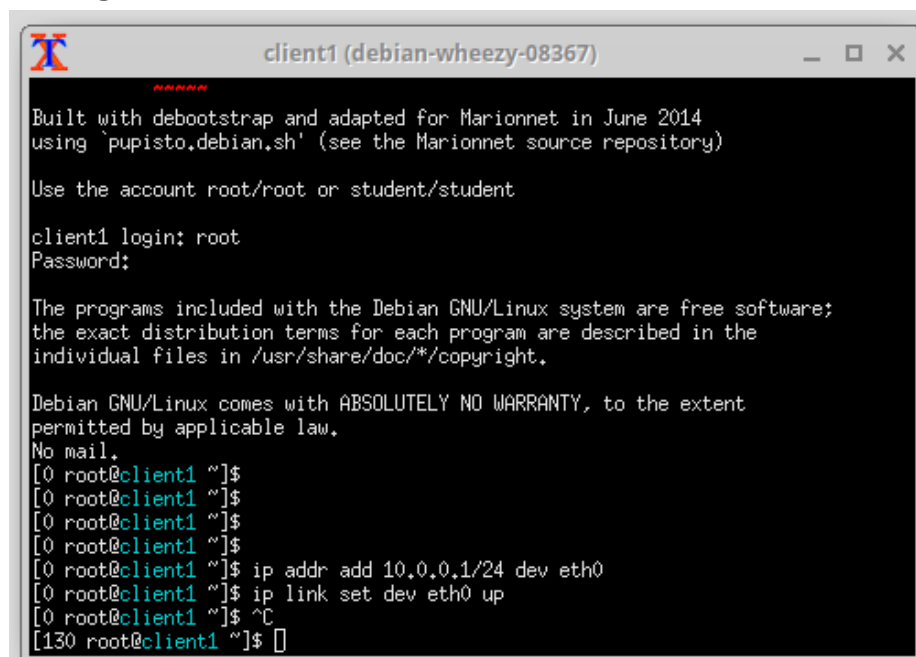 client1 (debian-wheezy-08367)
Built with debootstrap and adapted for Marionnet in June 2014
using `pupisto.debian.sh' (see the Marionnet source repository)
Use the account root/root or student/student
client1 login: root
Password:
The programs included with the Debian GNU/Linux system are free software;
the exact distribution terms for each program are described in the
individual files in /usr/share/doc/*/copyright.
Debian GNU/Linux comes with ABSOLUTELY NO WARRANTY, to the extent
permitted by applicable law.
No mail.
[0 root@client1 ~]$
[0 root@client1 ~]$
[0 root@client1 ~]$
[0 root@client1 ~]$
[0 root@client1 ~]$ ip addr add 10.0.0.1/24 dev eth0
[0 root@client1 ~]$ ip link set dev eth0 up
[0 root@client1 ~]$ ^C
[130 root@client1 ~]$